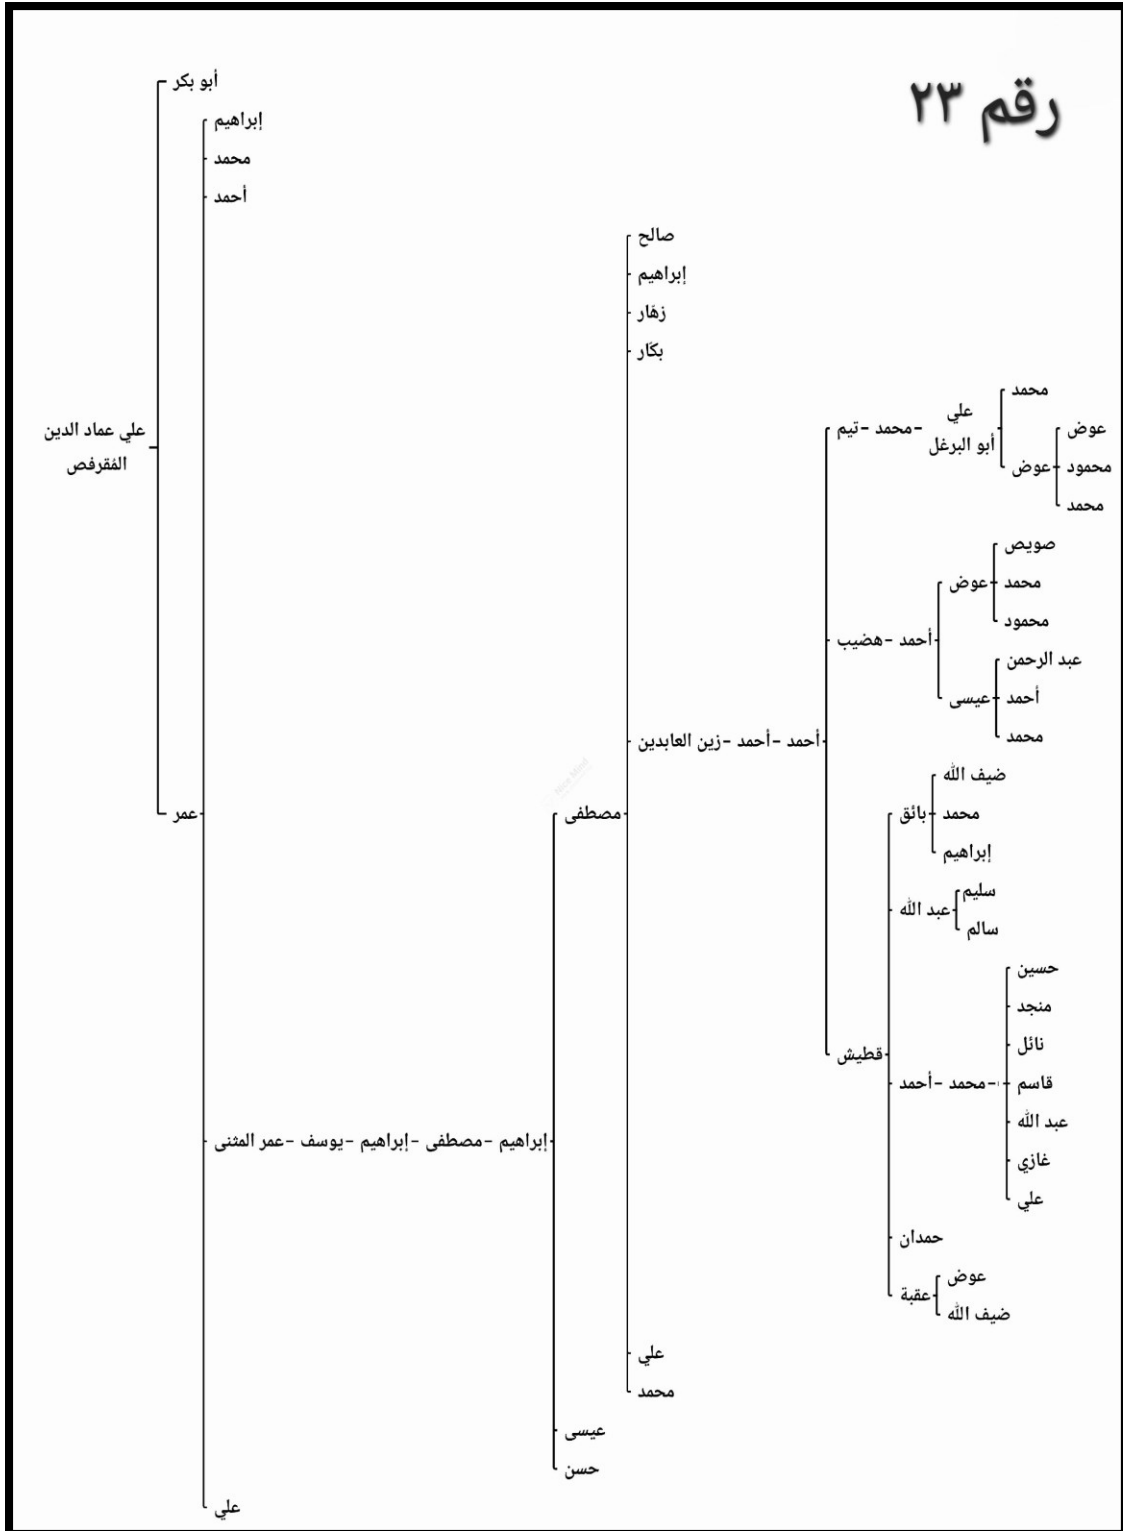 رقم ٢٣
أبو بكر
إبراهيم
محمد
أحمد
صالح
إبراهيم
زهّار
بكّار
محمد
علي
أبو البرغل
تيم - محمد -
عوض
علي عماد الدين
المُقرفص
عوض
محمود
محمد
صويص
عوض
محمد
محمود
هضيب - أحمد
عبد الرحمن
عيسى
أحمد
محمد
زين العابدين - أحمد - أحمد
ضيف الله
عمر
مصطفى
بائق
محمد
إبراهيم
سليم
عبد الله
سالم
حسين
منجد
نائل
قطيش
أحمد - محمد -
قاسم
عبد الله
عمر المثنى - يوسف - إبراهيم - مصطفى - إبراهيم
غازي
علي
حمدان
عوض
عقبة
ضيف الله
علي
محمد
عيسى
حسن
علي
Nice Mind